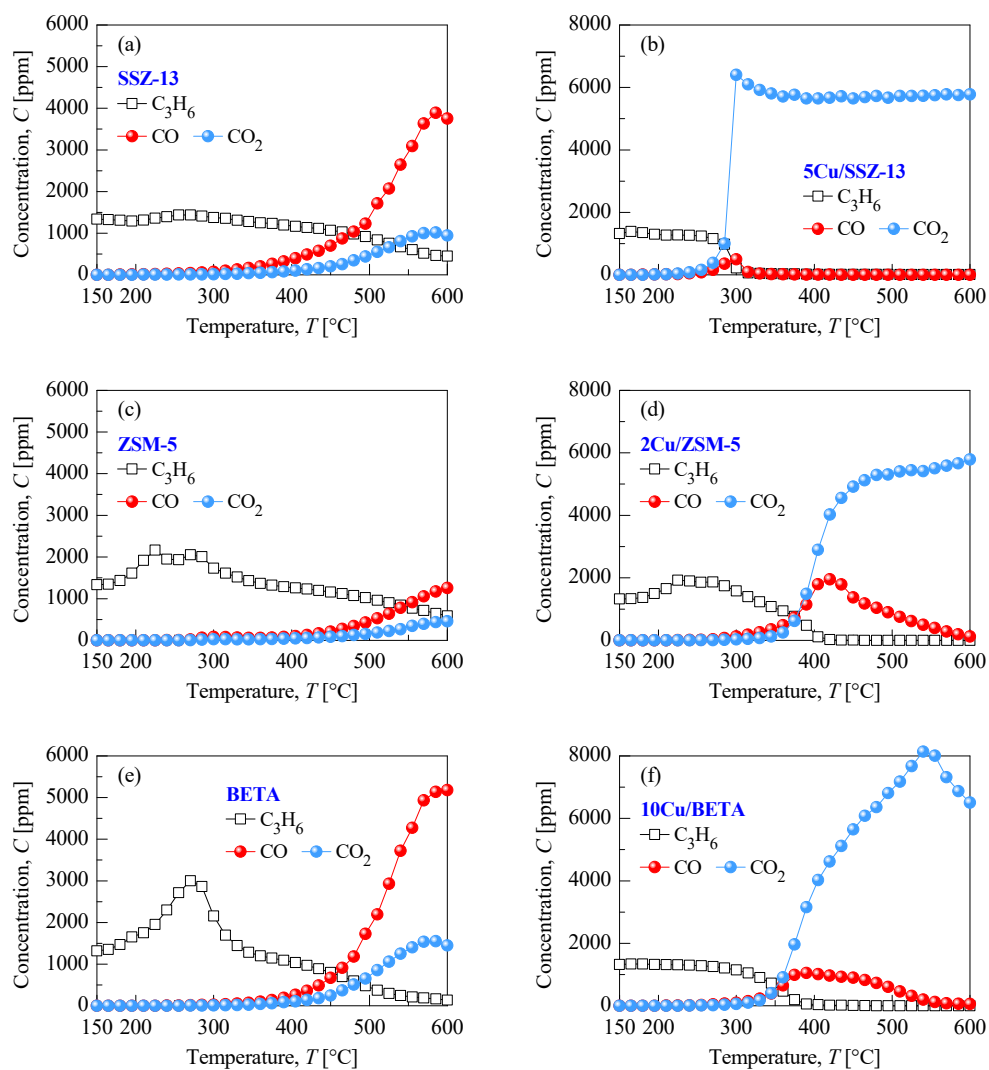 (a)
SSZ-13
C3H6
CO CO2
Concentration, C [ppm]
6000
5000
4000
3000
2000
1000
0
150 200 300 400 500 600
Temperature, T [°C]
(b)
5Cu/SSZ-13
C3H6
CO CO2
Concentration, C [ppm]
8000
6000
4000
2000
0
150 200 300 400 500 600
Temperature, T [°C]
(c)
ZSM-5
C3H6
CO CO2
Concentration, C [ppm]
6000
5000
4000
3000
2000
1000
0
150 200 300 400 500 600
Temperature, T [°C]
(d)
2Cu/ZSM-5
C3H6
CO CO2
Concentration, C [ppm]
8000
6000
4000
2000
0
150 200 300 400 500 600
Temperature, T [°C]
(e)
BETA
C3H6
CO CO2
Concentration, C [ppm]
6000
5000
4000
3000
2000
1000
0
150 200 300 400 500 600
Temperature, T [°C]
(f)
10Cu/BETA
C3H6
CO CO2
Concentration, C [ppm]
8000
6000
4000
2000
0
150 200 300 400 500 600
Temperature, T [°C]